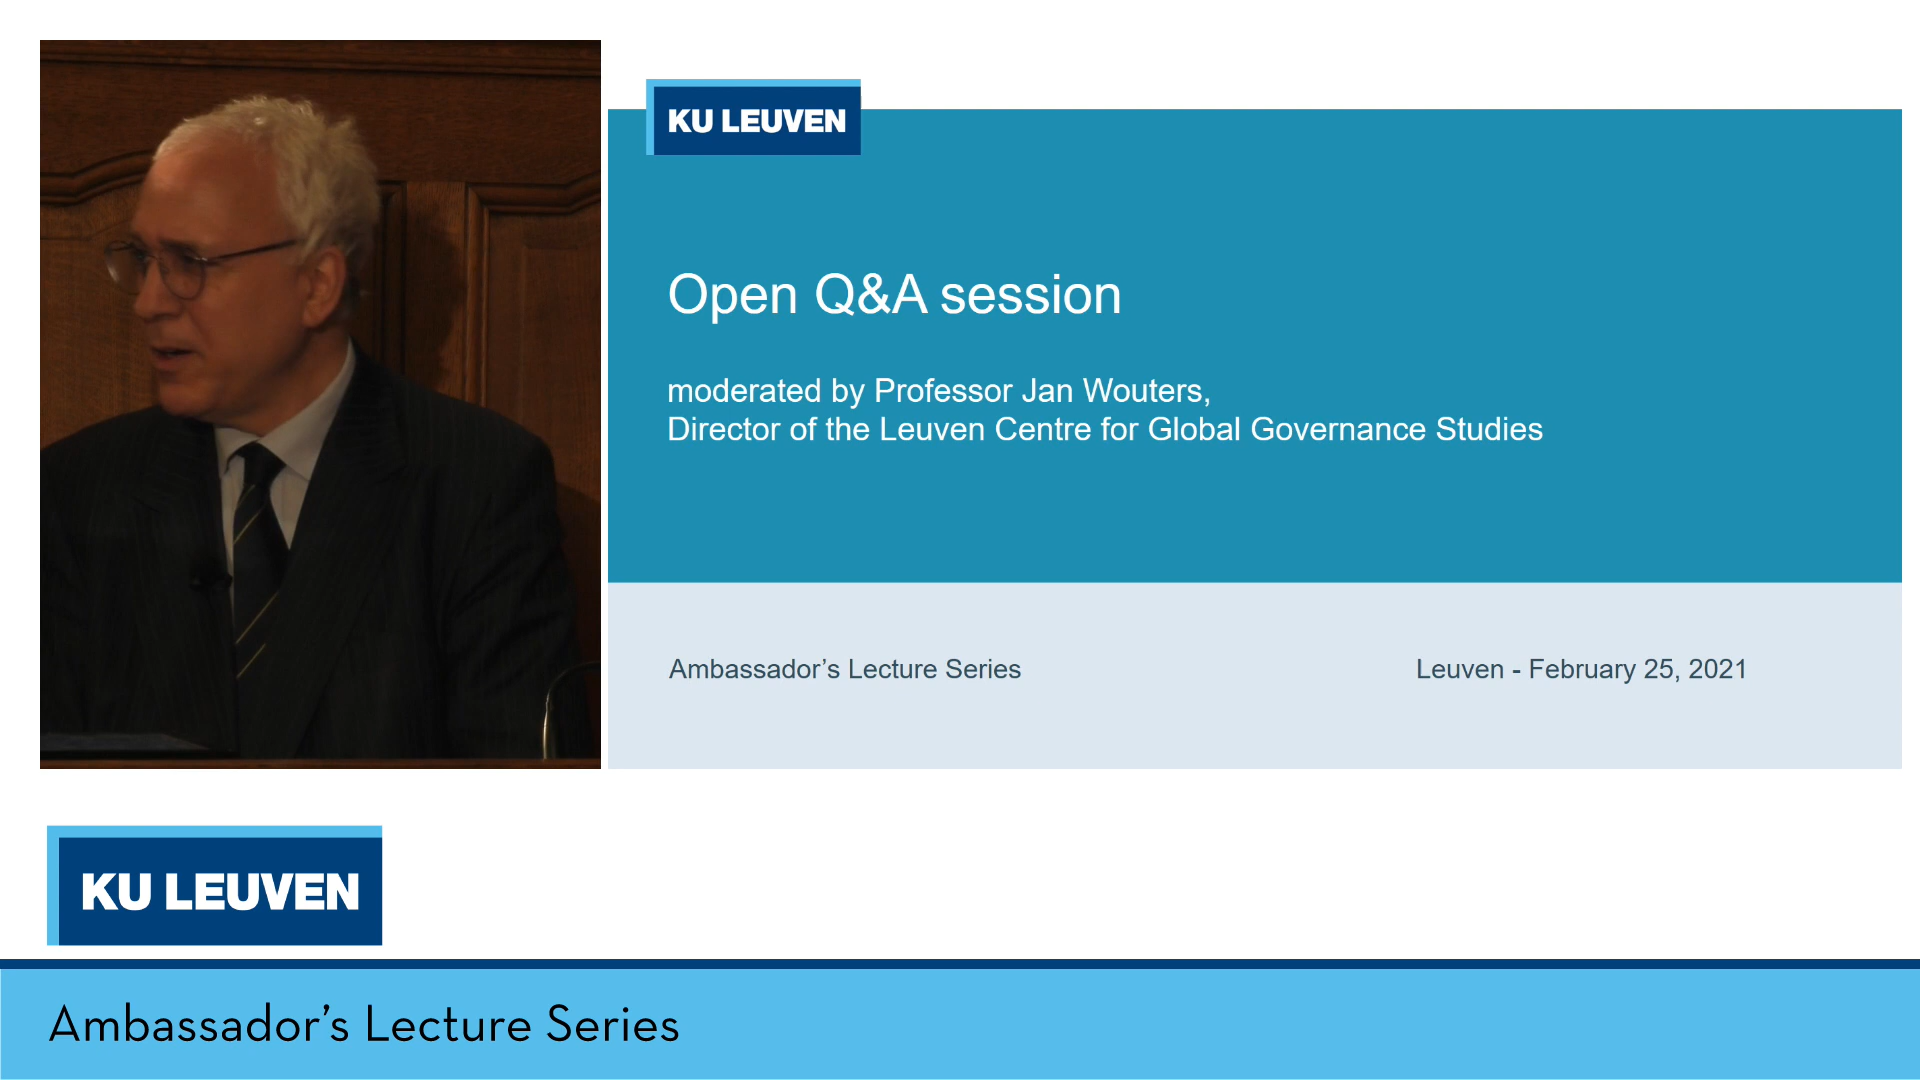 KU LEUVEN
Open Q&A session
moderated by Professor Jan Wouters,
Director of the Leuven Centre for Global Governance Studies
Ambassador’s Lecture Series
Leuven - February 25, 2021
KU LEUVEN
Ambassador’s Lecture Series